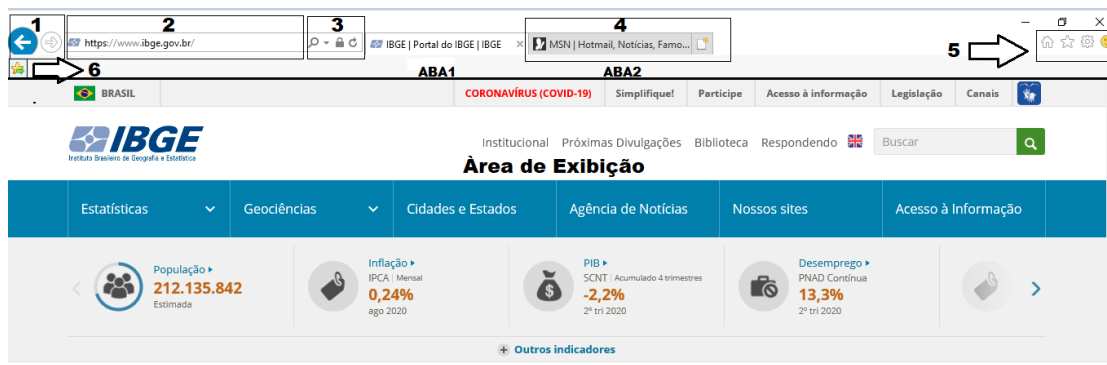 1 2 3 4
https://www.ibge.gov.br/ IBGE | Portal do IBGE | IBGE × MSN | Hotmail, Notícias, Famo...
5
6 ABA1 ABA2
BRASIL CORONAVÍRUS (COVID-19) Simplifique! Participe Acesso à informação Legislação Canais
IBGE
Instituto Brasileiro de Geografia e Estatística
Institucional Próximas Divulgações Biblioteca Respondendo Buscar
Àrea de Exibição
Estatísticas Geociências Cidades e Estados Agência de Notícias Nossos sites Acesso à Informação
População
212.135.842
Estimada
Inflação
IPCA | Mensal
0,24%
ago 2020
PIB
SCNT | Acumulado 4 trimestres
-2,2%
2º tri 2020
Desemprego
PNAD Contínua
13,3%
2º tri 2020
Outros indicadores